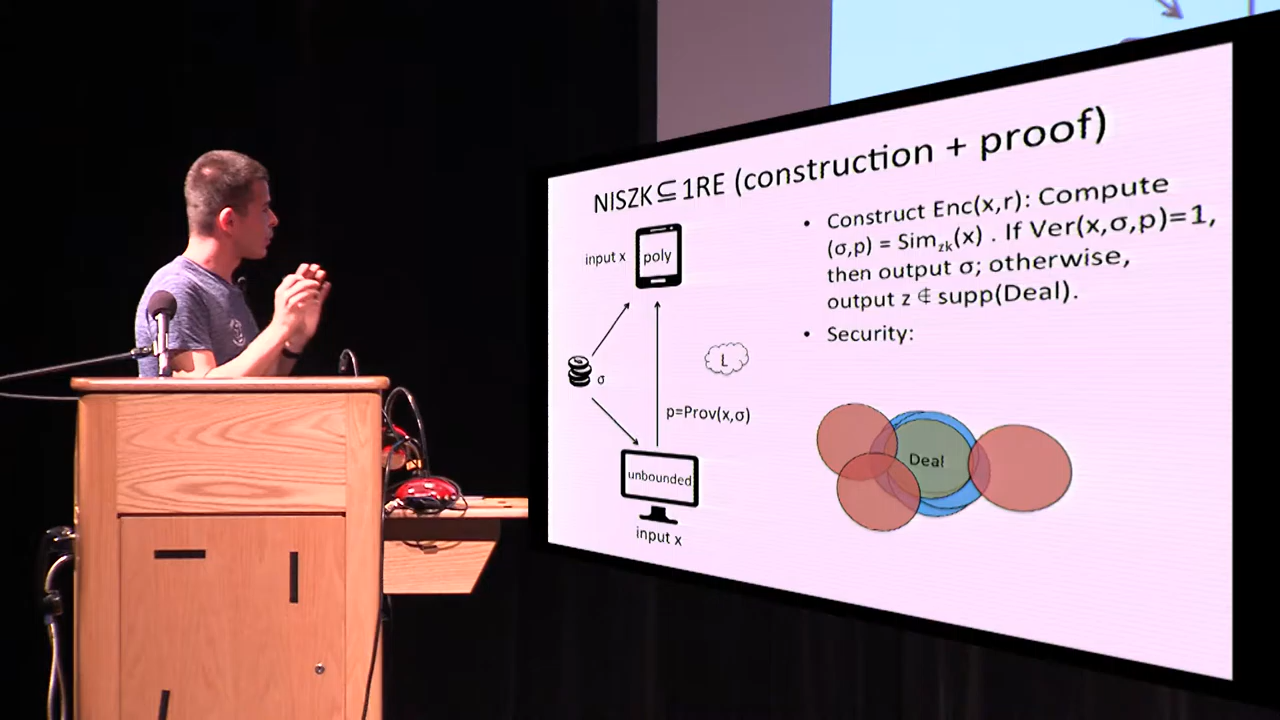 NISZK ⊆ 1RE (construction + proof)
input x
poly
σ
L
p=Prov(x,σ)
unbounded
input x
• Construct Enc(x,r): Compute
(σ,p) = Sim_zk(x) . If Ver(x,σ,p)=1,
then output σ; otherwise,
output z ∉ supp(Deal).
• Security:
Deal